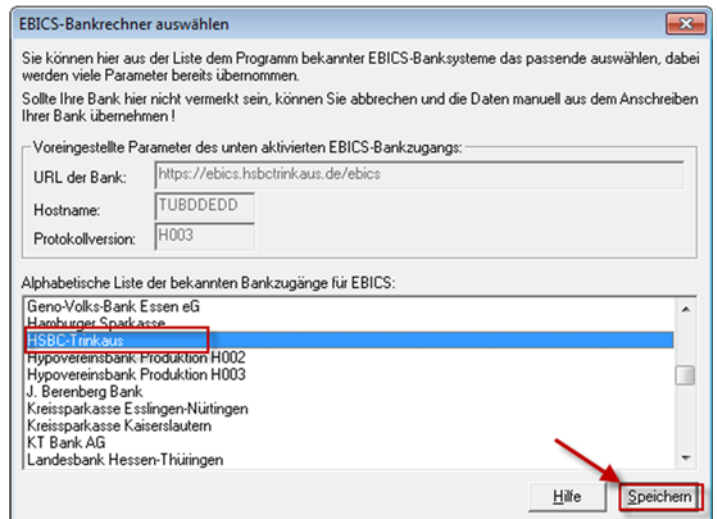 EBICS-Bankrechner auswählen
Sie können hier aus der Liste dem Programm bekannter EBICS-Banksysteme das passende auswählen, dabei
werden viele Parameter bereits übernommen.
Sollte Ihre Bank hier nicht vermerkt sein, können Sie abbrechen und die Daten manuell aus dem Anschreiben
Ihrer Bank übernehmen !
Voreingestellte Parameter des unten aktivierten EBICS-Bankzugangs:
URL der Bank: https://ebics.hsbctrinkaus.de/ebics
Hostname: TUBDDEDD
Protokollversion: H003
Alphabetische Liste der bekannten Bankzugänge für EBICS:
Geno-Volks-Bank Essen eG
Hamburger Sparkasse
HSBC-Trinkaus
Hypovereinsbank Produktion H002
Hypovereinsbank Produktion H003
J. Berenberg Bank
Kreissparkasse Esslingen-Nürtingen
Kreissparkasse Kaiserslautern
KT Bank AG
Landesbank Hessen-Thüringen
Hilfe Speichern